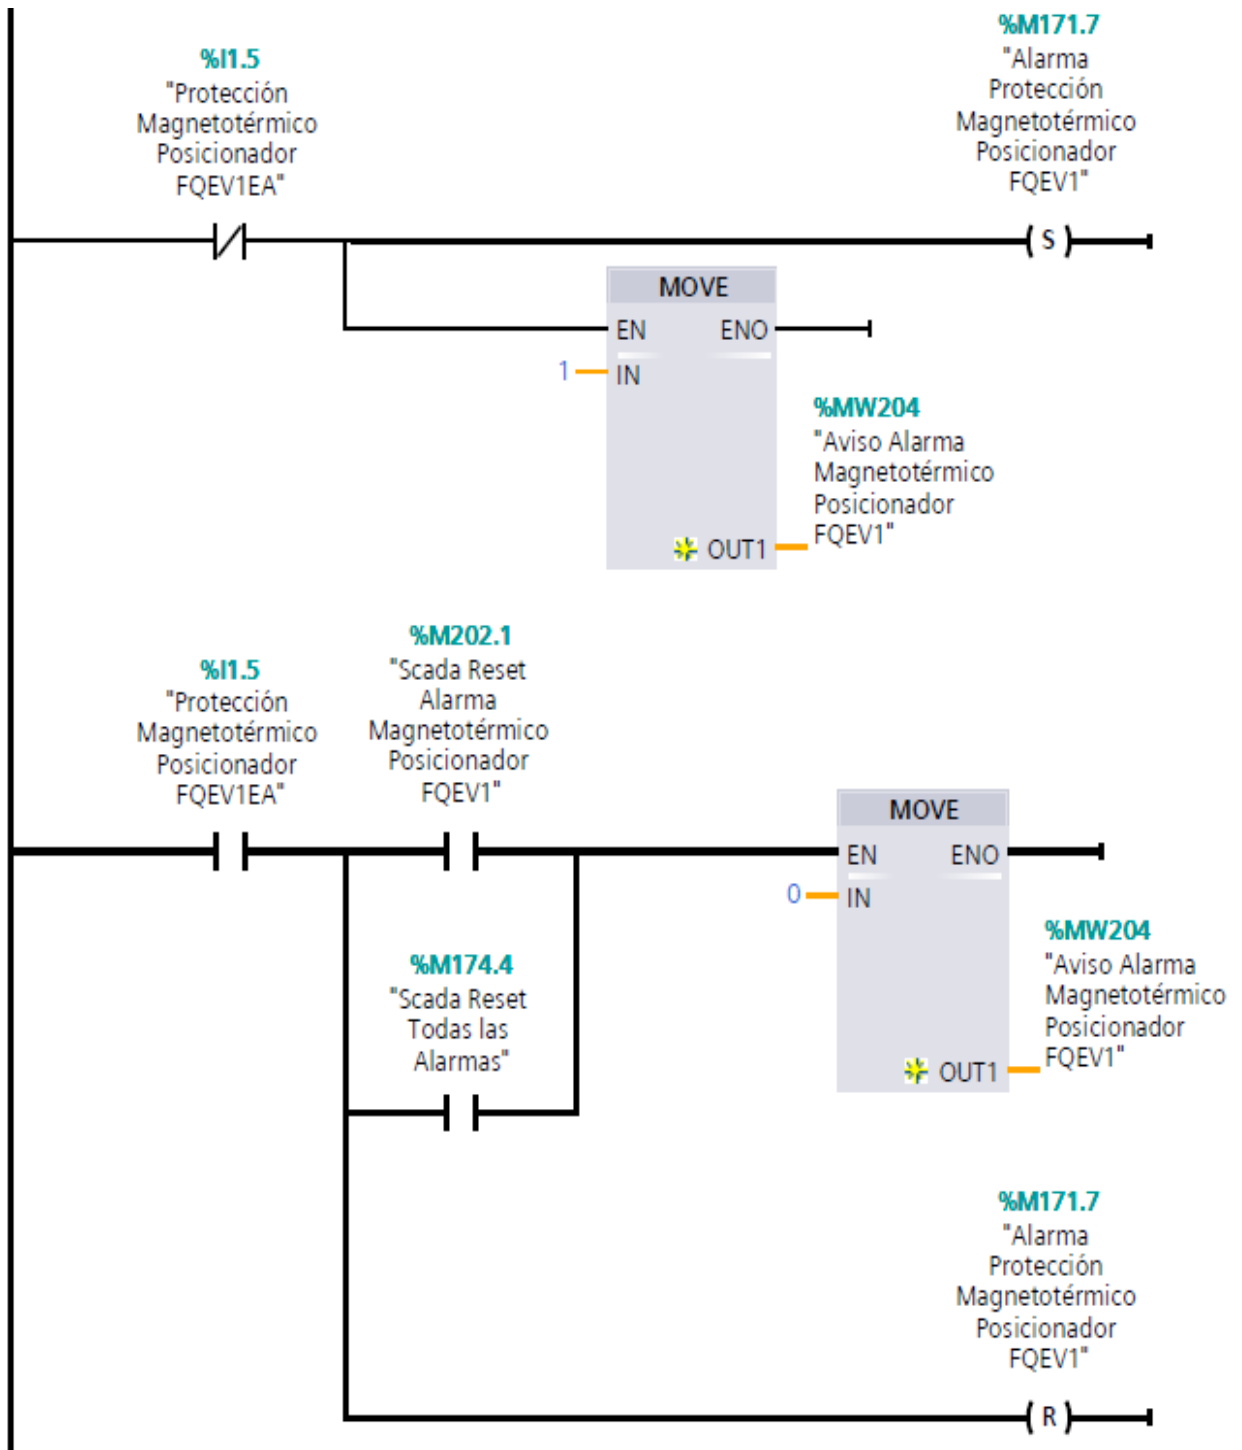 %I1.5
"Protección
Magnetotérmico
Posicionador
FQEV1EA"
%M171.7
"Alarma
Protección
Magnetotérmico
Posicionador
FQEV1"
( S )
MOVE
EN ENO
1 IN
OUT1
%MW204
"Aviso Alarma
Magnetotérmico
Posicionador
FQEV1"
%I1.5
"Protección
Magnetotérmico
Posicionador
FQEV1EA"
%M202.1
"Scada Reset
Alarma
Magnetotérmico
Posicionador
FQEV1"
MOVE
EN ENO
0 IN
OUT1
%MW204
"Aviso Alarma
Magnetotérmico
Posicionador
FQEV1"
%M174.4
"Scada Reset
Todas las
Alarmas"
%M171.7
"Alarma
Protección
Magnetotérmico
Posicionador
FQEV1"
( R )